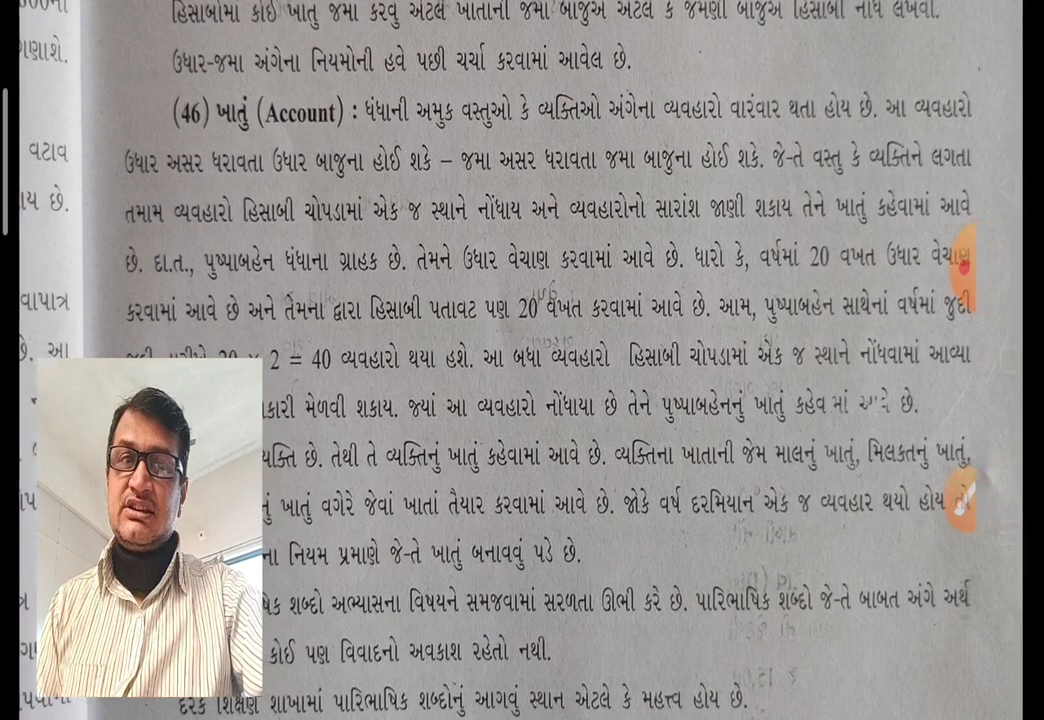 હિસાબોમાં કોઈ ખાતુ જમા કરવુ એટલે ખાતાની જમા બાજુએ એટલે કે જમણી બાજુએ હિસાબી નોંધ લખવી.
ગણાશે.
ઉધાર-જમા અંગેના નિયમોની હવે પછી ચર્ચા કરવામાં આવેલ છે.
(46) ખાતું (Account) : ધંધાની અમુક વસ્તુઓ કે વ્યક્તિઓ અંગેના વ્યવહારો વારંવાર થતા હોય છે. આ વ્યવહારો
વટાવ
ઉધાર અસર ધરાવતા ઉધાર બાજુના હોઈ શકે – જમા અસર ધરાવતા જમા બાજુના હોઈ શકે. જે-તે વસ્તુ કે વ્યક્તિને લગતા
ાય છે.
તમામ વ્યવહારો હિસાબી ચોપડામાં એક જ સ્થાને નોંધાય અને વ્યવહારોનો સારાંશ જાણી શકાય તેને ખાતું કહેવામાં આવે
છે. દા.ત., પુષ્પાબહેન ધંધાના ગ્રાહક છે. તેમને ઉધાર વેચાણ કરવામાં આવે છે. ધારો કે, વર્ષમાં 20 વખત ઉધાર વેચાણ
વાપાત્ર
કરવામાં આવે છે અને તેમના દ્વારા હિસાબી પતાવટ પણ 20 વખત કરવામાં આવે છે. આમ, પુષ્પાબહેન સાથેનાં વર્ષમાં જુદી
છે. આ
2 = 40 વ્યવહારો થયા હશે. આ બધા વ્યવહારો હિસાબી ચોપડામાં એક જ સ્થાને નોંધવામાં આવ્યા
કારી મેળવી શકાય. જ્યાં આ વ્યવહારો નોંધાયા છે તેને પુષ્પાબહેનનું ખાતું કહેવામાં આવે છે.
યક્તિ છે. તેથી તે વ્યક્તિનું ખાતું કહેવામાં આવે છે. વ્યક્તિના ખાતાની જેમ માલનું ખાતું, મિલકતનું ખાતું,
નું ખાતું વગેરે જેવાં ખાતાં તૈયાર કરવામાં આવે છે. જોકે વર્ષ દરમિયાન એક જ વ્યવહાર થયો હોય તો
ના નિયમ પ્રમાણે જે-તે ખાતું બનાવવું પડે છે.
ષિક શબ્દો અભ્યાસના વિષયને સમજવામાં સરળતા ઊભી કરે છે. પારિભાષિક શબ્દો જે-તે બાબત અંગે અર્થ
કોઈ પણ વિવાદનો અવકાશ રહેતો નથી.
દરેક શિક્ષણ શાખામાં પારિભાષિક શબ્દોનું આગવું સ્થાન એટલે કે મહત્ત્વ હોય છે.